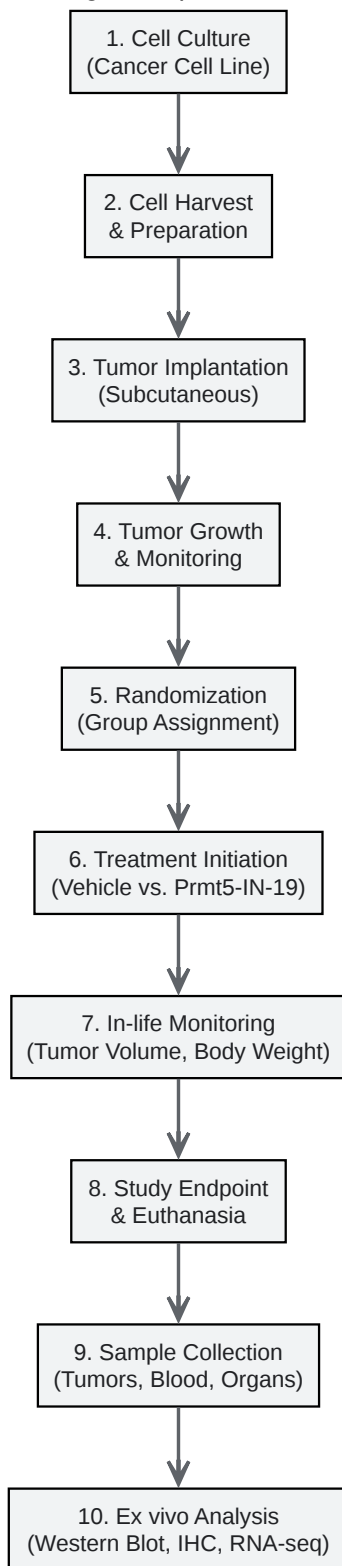 1. Cell Culture
(Cancer Cell Line)
2. Cell Harvest
& Preparation
3. Tumor Implantation
(Subcutaneous)
4. Tumor Growth
& Monitoring
5. Randomization
(Group Assignment)
6. Treatment Initiation
(Vehicle vs. Prmt5-IN-19)
7. In-life Monitoring
(Tumor Volume, Body Weight)
8. Study Endpoint
& Euthanasia
9. Sample Collection
(Tumors, Blood, Organs)
10. Ex vivo Analysis
(Western Blot, IHC, RNA-seq)